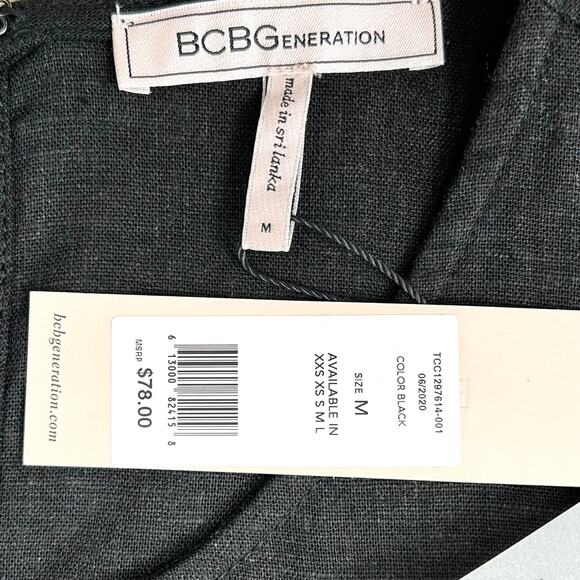 BCBGENERATION
made in sri lanka
M
bcbgeneration.com
TCC1297614-001
06/2020
COLOR BLACK
SIZE M
AVAILABLE IN
XXS XS S M L
6 13000 82415 8
MSRP $78.00